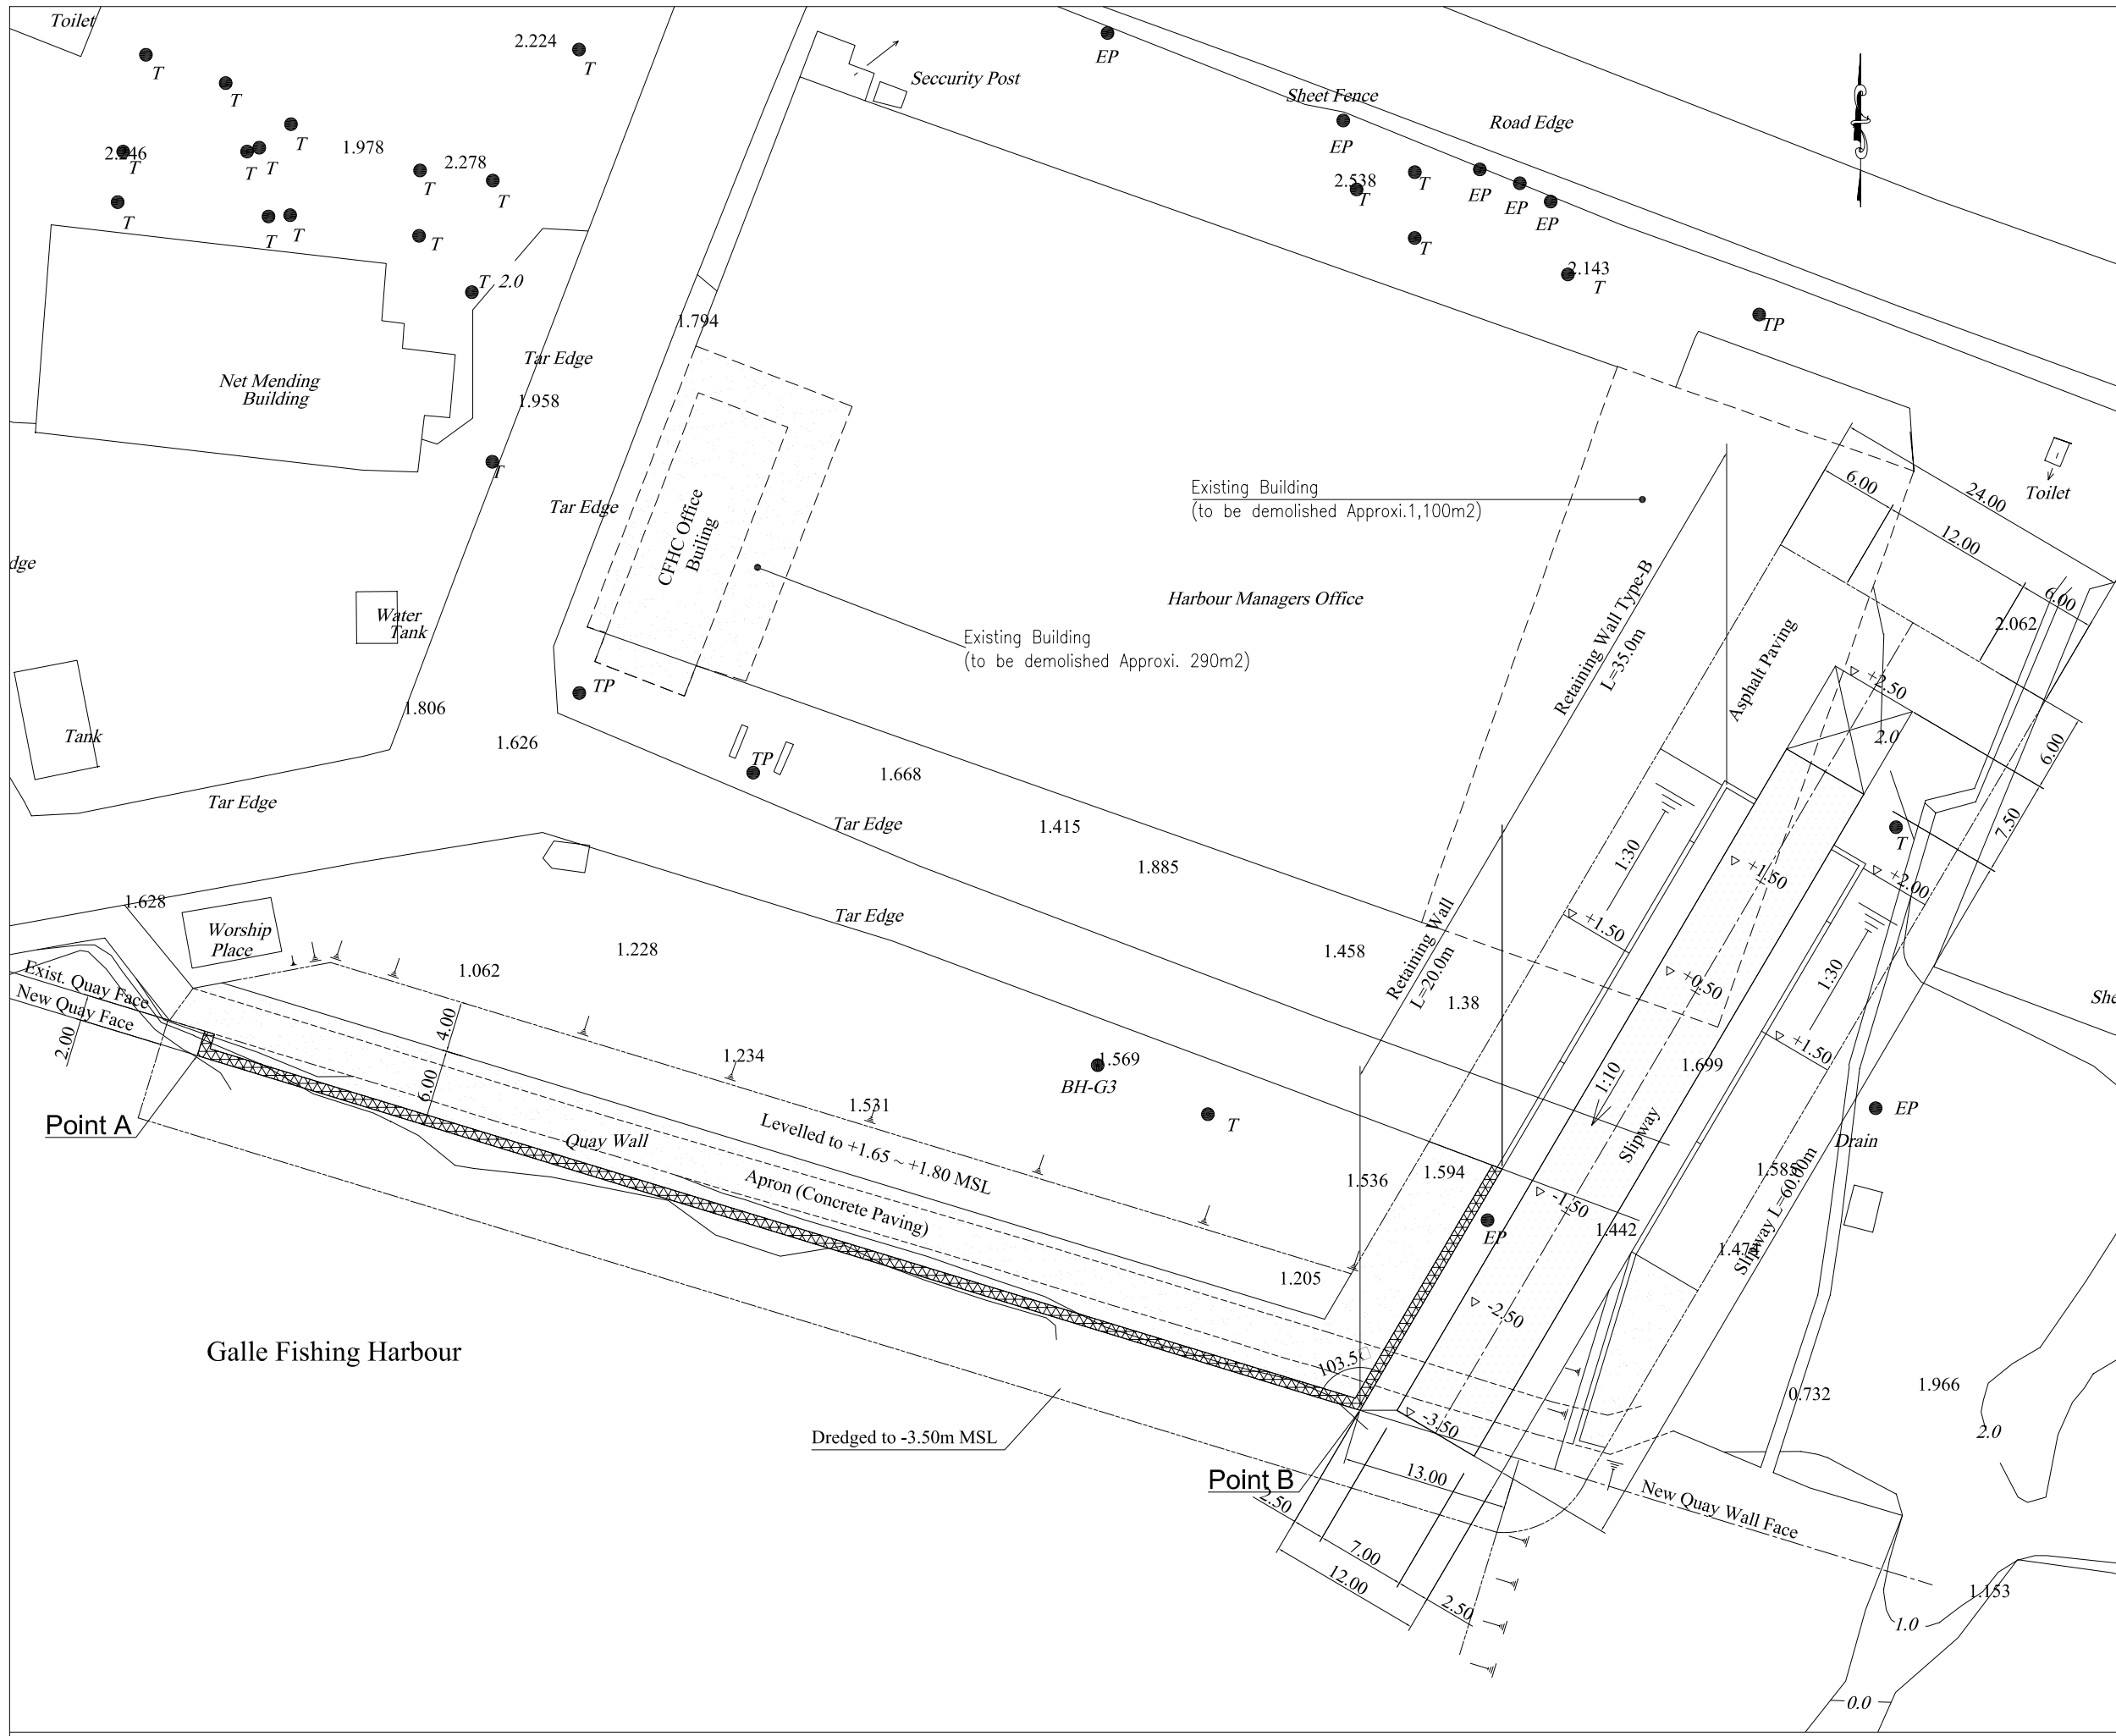 Toilet
2.224
T
EP
Seccurity Post
T
T
Sheet Fence
Road Edge
T
EP
2.246
T
T
T
1.978
2.278
T
T
2.538
T
T
EP
EP
EP
T
T
T
T
T
2.143
T
T
2.0
1.794
TP
Tar Edge
Net Mending
Building
1.958
T
Existing Building
(to be demolished Approxi.1,100m2)
6.00
24.00
Toilet
Tar Edge
CFHC Office
Builing
12.00
dge
Harbour Managers Office
Retaining Wall Type-B
L=35.0m
6.00
2.062
Water
Tank
Existing Building
(to be demolished Approxi. 290m2)
Asphalt Paving
TP
+2.50
1.806
Tank
1.626
TP
1.668
2.0
6.00
Tar Edge
Tar Edge
1.415
1.885
1:30
7.50
T
+1.50
+2.00
1.628
Worship
Place
Tar Edge
1.228
1.062
1.458
Retaining Wall
L=20.0m
+1.50
Exist. Quay Face
New Quay Face
2.00
4.00
6.00
1.38
+0.50
1:30
She
1.234
1.569
BH-G3
1.699
+1.50
1:10
Point A
1.531
T
EP
Quay Wall
Levelled to +1.65 ~ +1.80 MSL
Slipway
Drain
Apron (Concrete Paving)
1.536
1.594
-1.50
1.585
1.442
EP
Slipway L=60.00m
1.205
-2.50
Galle Fishing Harbour
0.732
1.966
2.0
Dredged to -3.50m MSL
-3.50
Point B
13.00
2.50
New Quay Wall Face
7.00
12.00
2.50
1.153
1.0
0.0